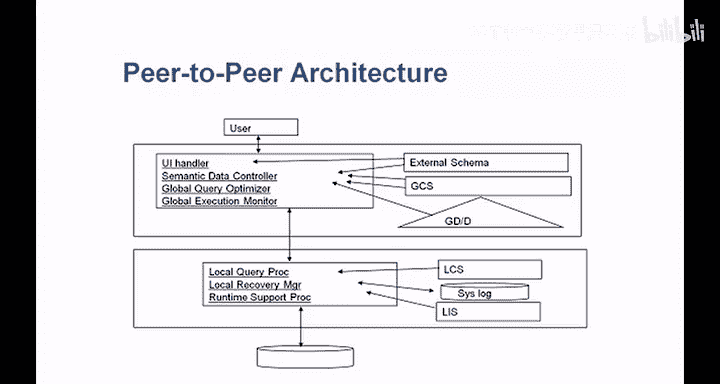 bilibili
Peer-to-Peer Architecture
User
UI handler
Semantic Data Controller
Global Query Optimizer
Global Execution Monitor
External Schema
GCS
GD/D
Local Query Proc
Local Recovery Mgr
Runtime Support Proc
LCS
Sys log
LIS